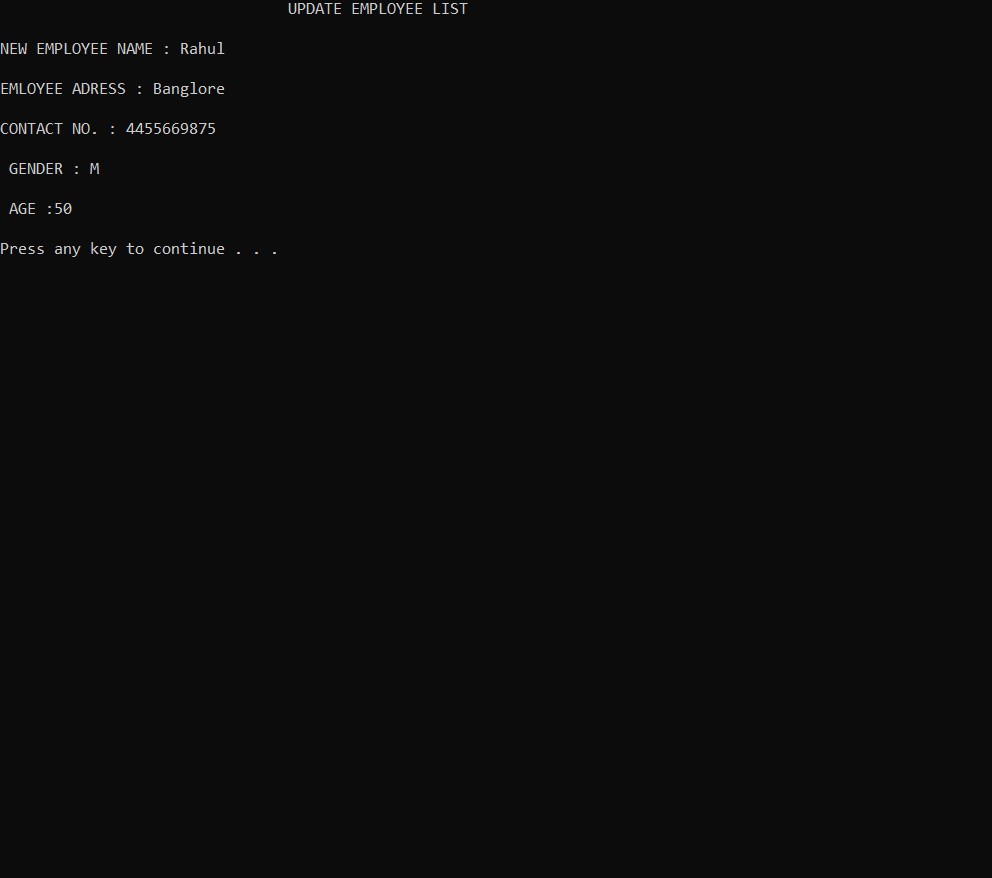 UPDATE EMPLOYEE LIST
NEW EMPLOYEE NAME : Rahul
EMLOYEE ADRESS : Banglore
CONTACT NO. : 4455669875
GENDER : M
AGE :50
Press any key to continue . . .